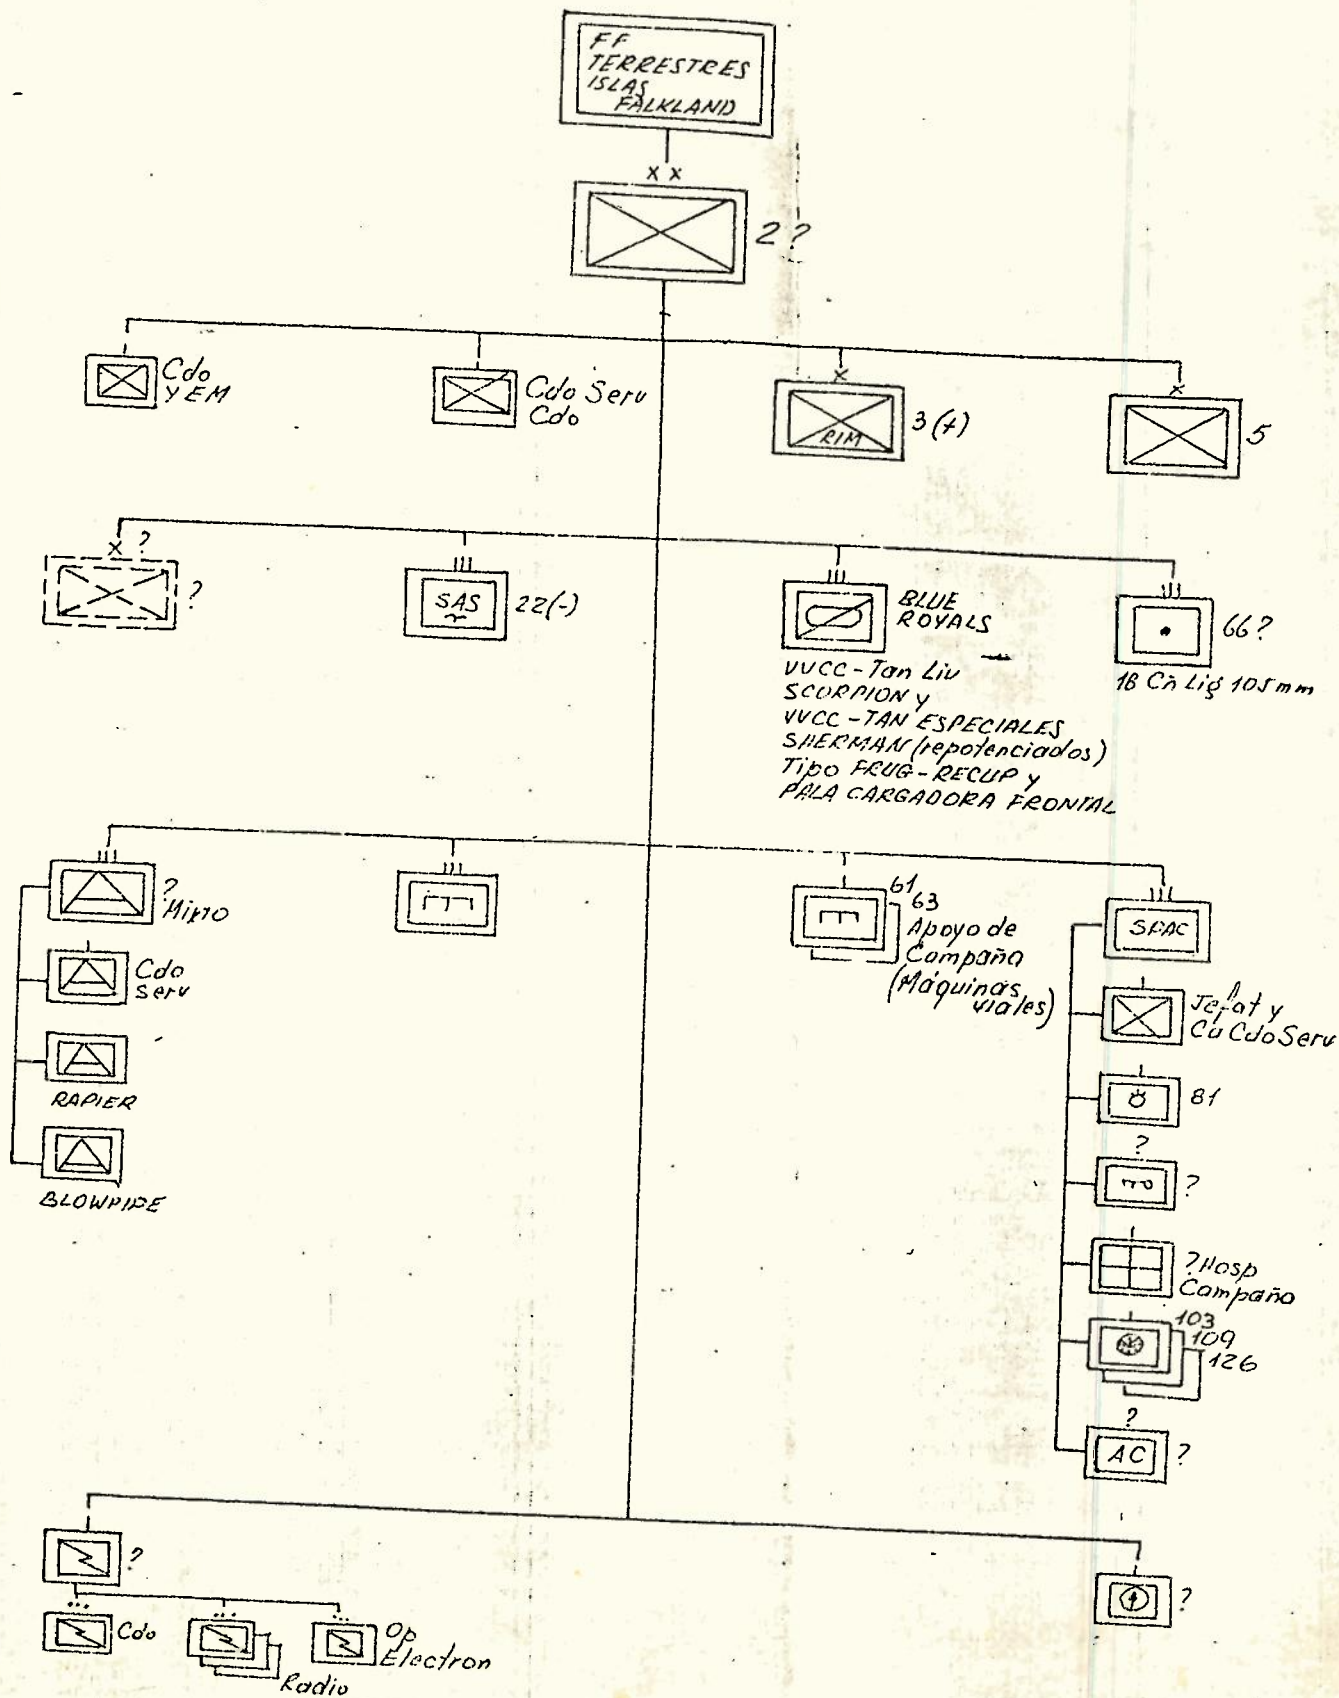 FF
TERRESTRES
ISLAS
FALKLAND
x x
2 ?
Cdo
Y EM
Cdo Serv
Cdo
x
RIM
3 (+)
x
5
x ?
?
SAS
22(-)
BLUE
ROYALS
VVCC - Tan Liv
SCORPION y
VVCC - TAN ESPECIALES
SHERMAN (repotenciados)
Tipo FRUG - RECUP y
PALA CARGADORA FRONTAL
66 ?
18 Cñ Lig 105 mm
?
Mixto
Cdo
Serv
RAPIER
BLOWPIPE
61
63
Apoyo de
Campaña
(Máquinas
viales)
SPAC
Jefat y
Ca Cdo Serv
81
?
?
? Hosp
Campaña
103
109
126
?
AC
?
?
Cdo
Radio
Op
Electron
?